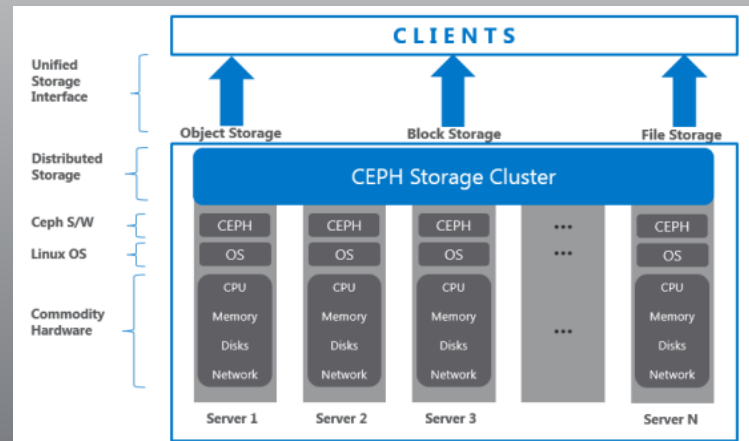 CLIENTS
Unified
Storage
Interface
Object Storage Block Storage File Storage
Distributed
Storage
CEPH Storage Cluster
Ceph S/W
CEPH CEPH CEPH ... CEPH
Linux OS
OS OS OS ... OS
Commodity
Hardware
CPU CPU CPU CPU
Memory Memory Memory ... Memory
Disks Disks Disks Disks
Network Network Network Network
Server 1 Server 2 Server 3 Server N